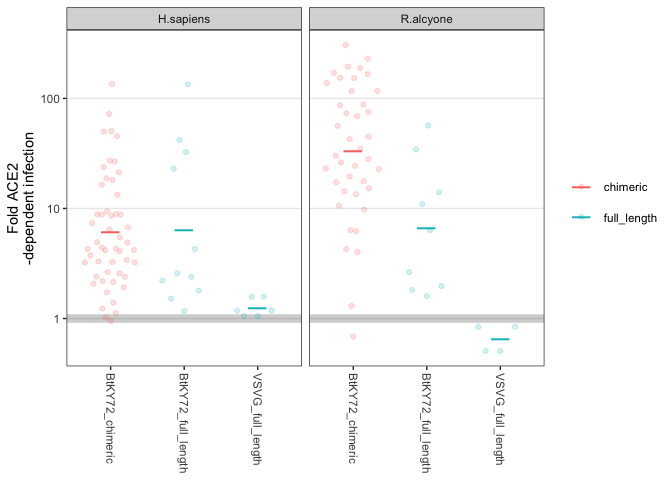 H.sapiens
R.alcyone
Fold ACE2
-dependent infection
100
10
1
BtKY72_chimeric
BtKY72_full_length
VSVG_full_length
BtKY72_chimeric
BtKY72_full_length
VSVG_full_length
chimeric
full_length